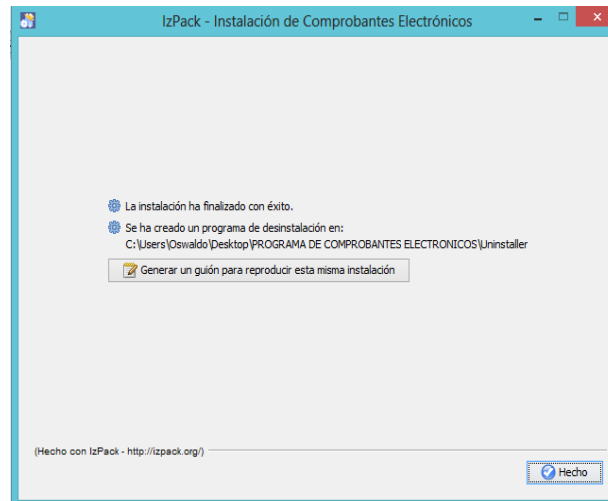 IzPack - Instalación de Comprobantes Electrónicos
La instalación ha finalizado con éxito.
Se ha creado un programa de desinstalación en:
C:\Users\Oswaldo\Desktop\PROGRAMA DE COMPROBANTES ELECTRONICOS\Uninstaller
Generar un guión para reproducir esta misma instalación
(Hecho con IzPack - http://izpack.org/)
Hecho